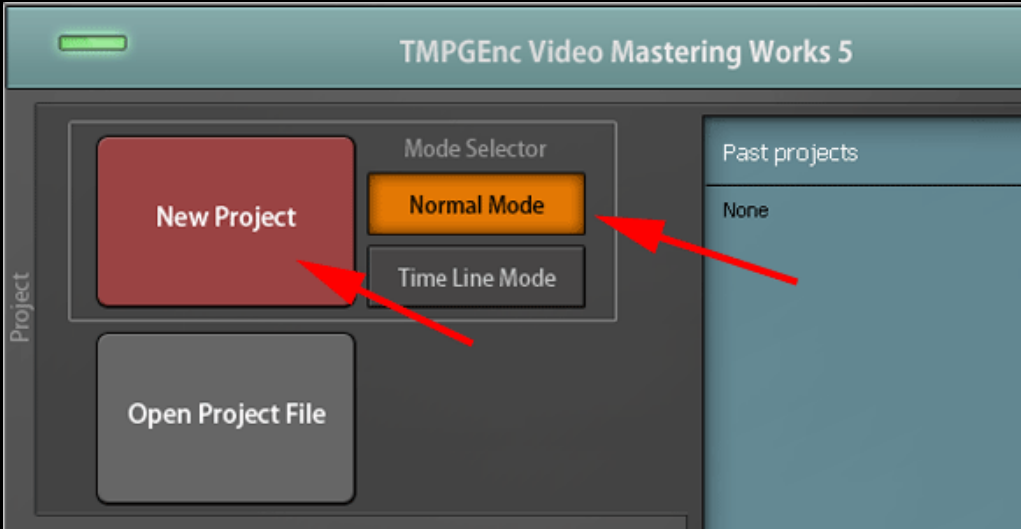 TMPGEnc Video Mastering Works 5
Project
Mode Selector
New Project
Normal Mode
Time Line Mode
Open Project File
Past projects
None